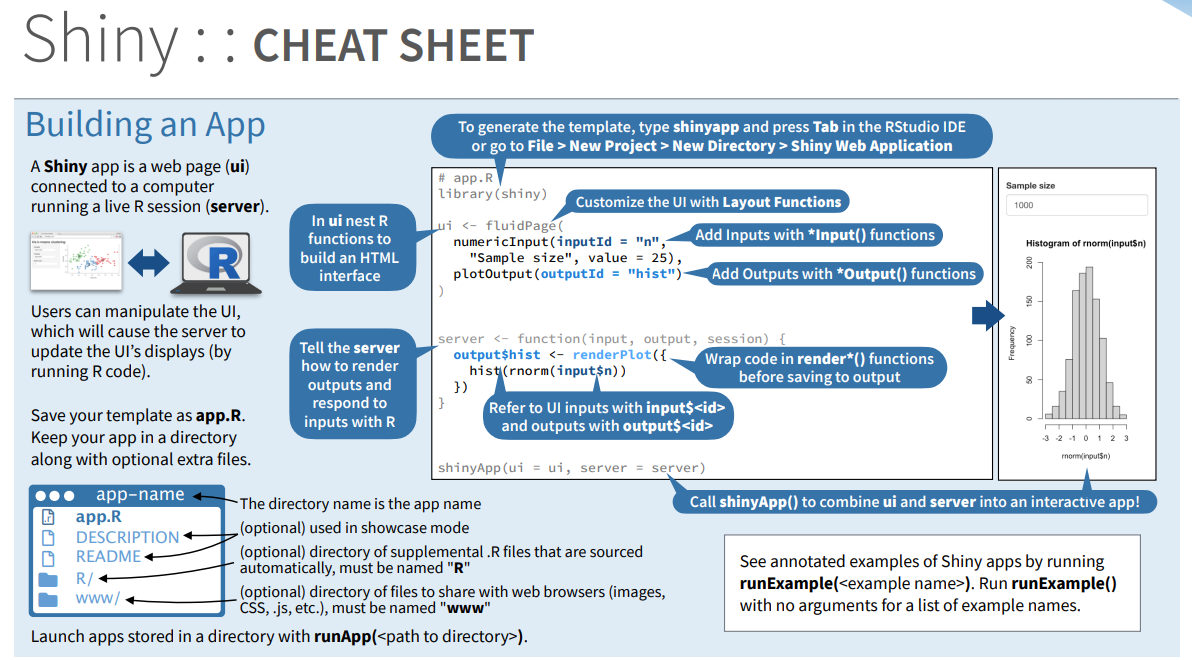 Shiny : : CHEAT SHEET
Building an App
A Shiny app is a web page (ui)
connected to a computer
running a live R session (server).
R
Users can manipulate the UI,
which will cause the server to
update the UI's displays (by
running R code).
Save your template as app.R.
Keep your app in a directory
along with optional extra files.
app-name
app.R
DESCRIPTION
README
R/
www/
The directory name is the app name
(optional) used in showcase mode
(optional) directory of supplemental .R files that are sourced
automatically, must be named "R"
(optional) directory of files to share with web browsers (images,
CSS, .js, etc.), must be named "www"
Launch apps stored in a directory with runApp(<path to directory>).
To generate the template, type shinyapp and press Tab in the RStudio IDE
or go to File > New Project > New Directory > Shiny Web Application
In ui nest R
functions to
build an HTML
interface
Tell the server
how to render
outputs and
respond to
inputs with R
# app.R
library(shiny)
Customize the UI with Layout Functions
ui <- fluidPage(
numericInput(inputId = "n",
Add Inputs with *Input() functions
"Sample size", value = 25),
plotOutput(outputId = "hist")
Add Outputs with *Output() functions
)
server <- function(input, output, session) {
output$hist <- renderPlot({
hist(rnorm(input$n))
})
}
Wrap code in render*() functions
before saving to output
Refer to UI inputs with input$<id>
and outputs with output$<id>
shinyApp(ui = ui, server = server)
Call shinyApp() to combine ui and server into an interactive app!
Sample size
1000
Histogram of rnorm(input$n)
Frequency
200
150
100
50
0
-3 -2 -1 0 1 2 3
rnorm(input$n)
See annotated examples of Shiny apps by running
runExample(<example name>). Run runExample()
with no arguments for a list of example names.